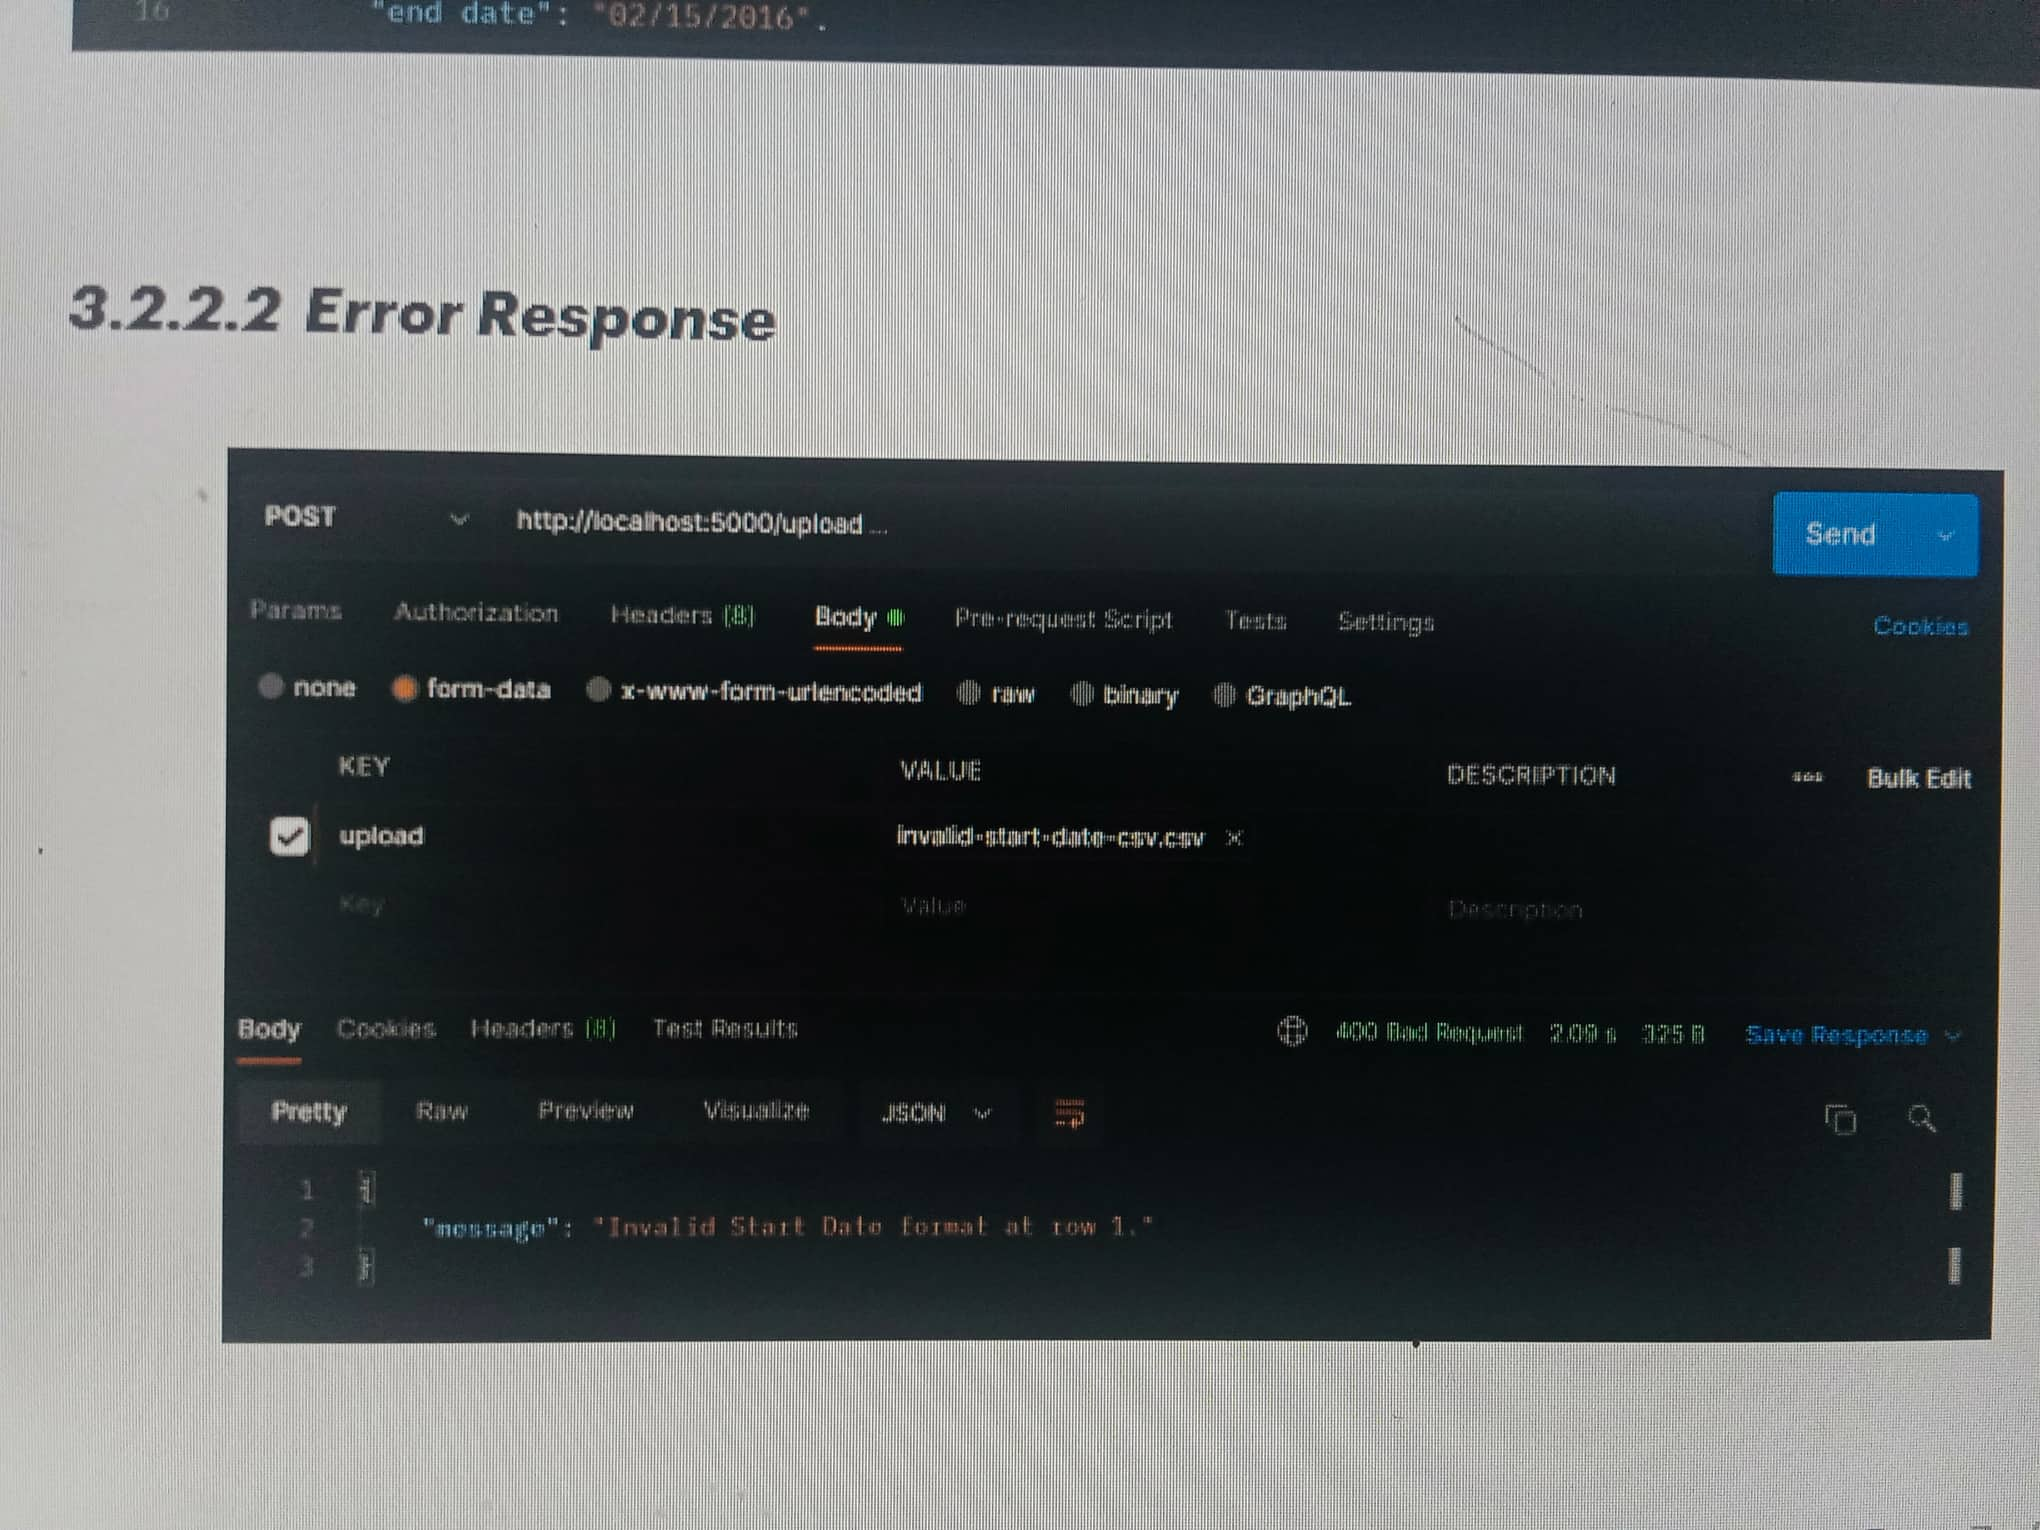 16 "end date": "02/15/2016".
3.2.2.2 Error Response
POST http://localhost:5000/upload ... Send
Params Authorization Headers (8) Body Pre-request Script Tests Settings Cookies
none form-data x-www-form-urlencoded raw binary GraphQL
KEY VALUE DESCRIPTION ooo Bulk Edit
upload invalid-start-date-csv.csv ×
Key Value Description
Body Cookies Headers (8) Test Results 400 Bad Request 2.09 s 325 B Save Response
Pretty Raw Preview Visualize JSON
1 {
2 "message": "Invalid Start Date format at row 1."
3 }